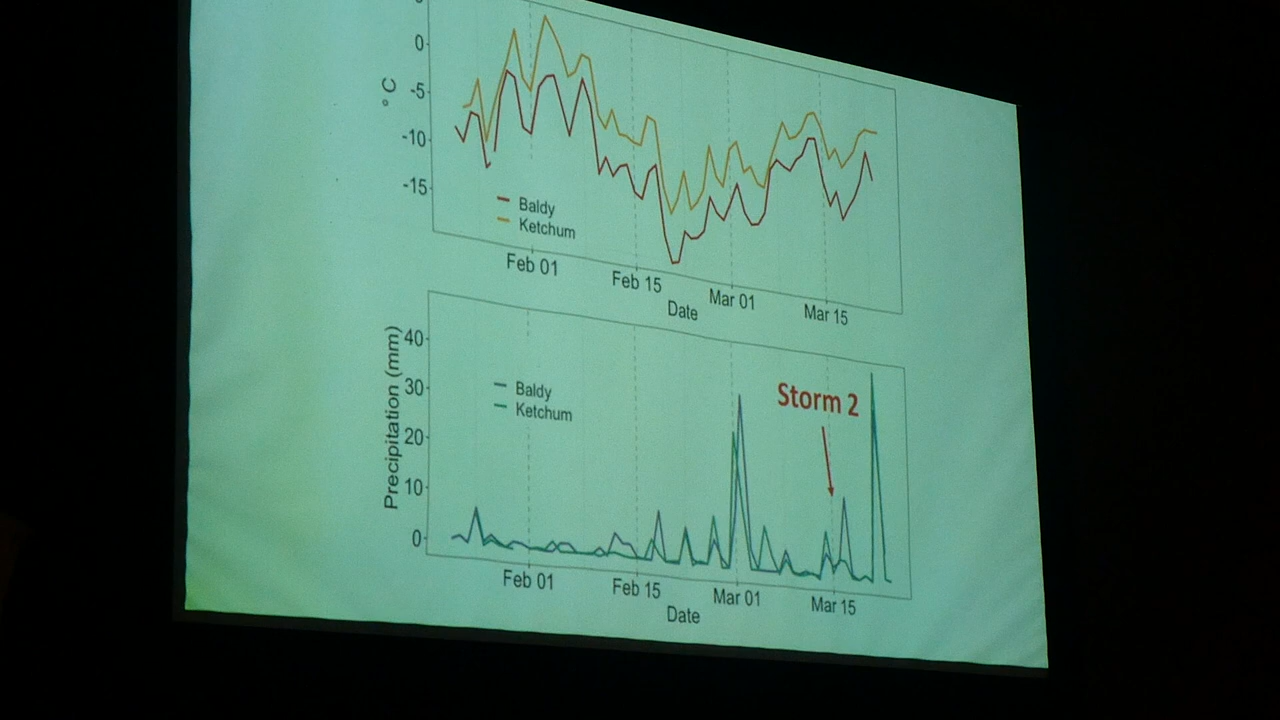 0
-5
-10
-15
° C
Baldy
Ketchum
Feb 01
Feb 15
Mar 01
Mar 15
Date
40
30
20
10
0
Precipitation (mm)
Baldy
Ketchum
Storm 2
Feb 01
Feb 15
Mar 01
Mar 15
Date